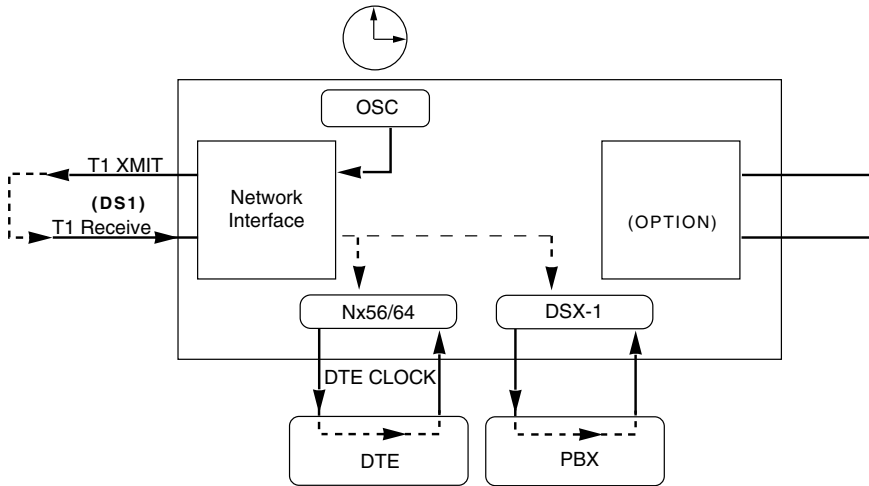 OSC
T1 XMIT
(DS1)
T1 Receive
Network
Interface
(OPTION)
Nx56/64
DSX-1
DTE CLOCK
DTE
PBX